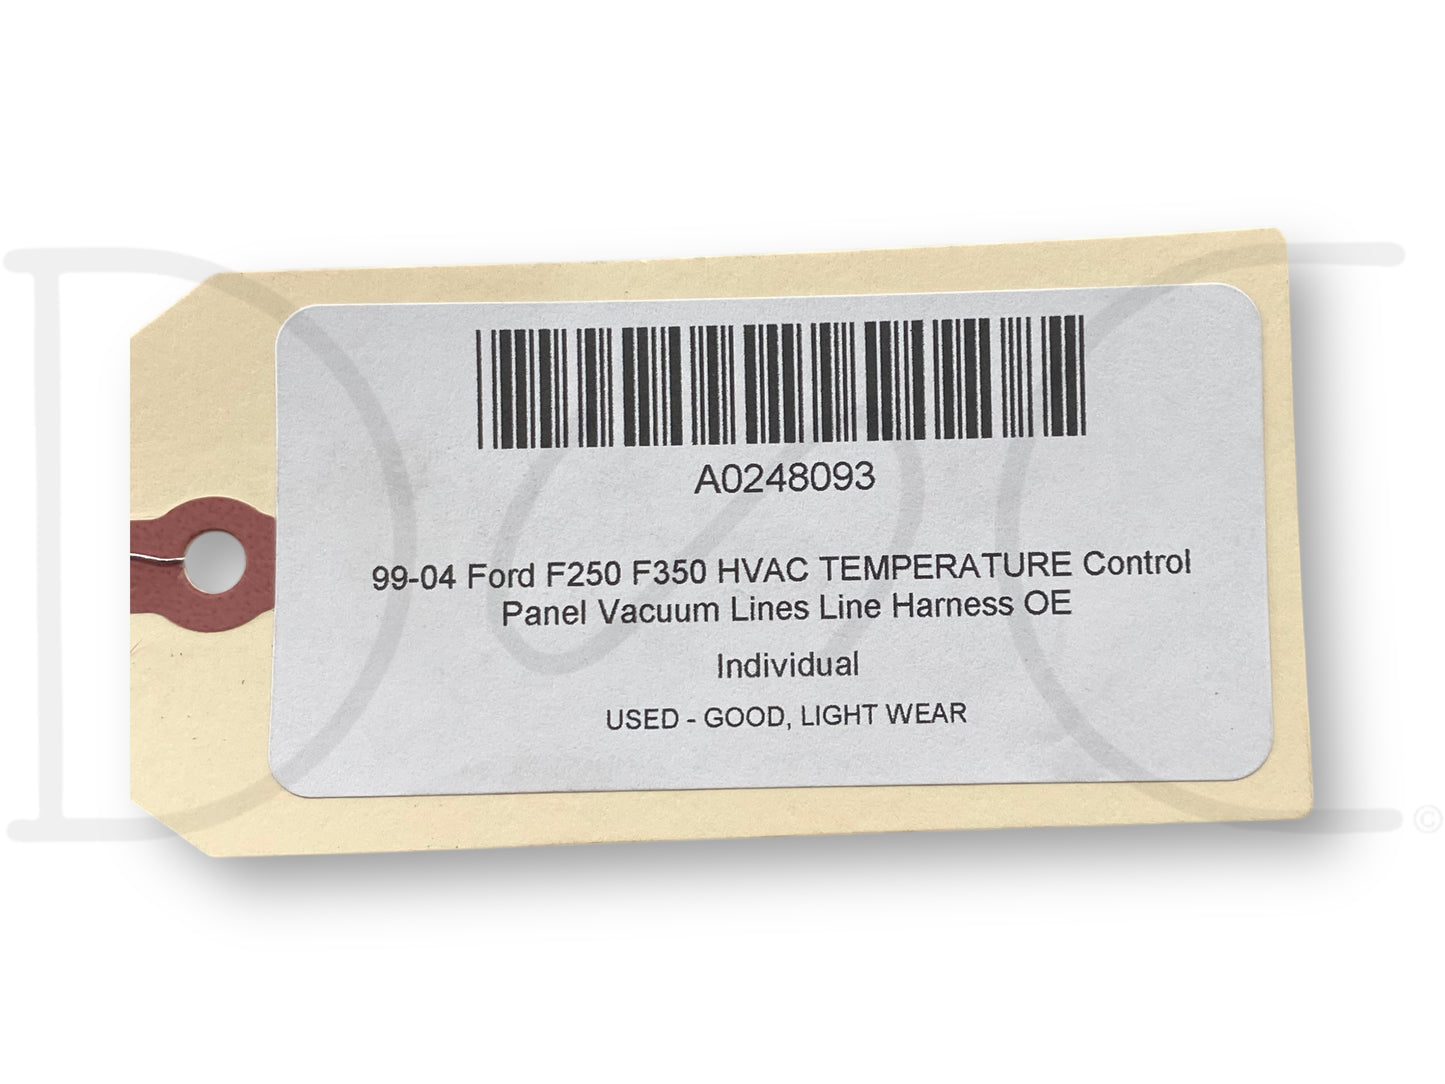 A0248093
99-04 Ford F250 F350 HVAC TEMPERATURE Control
Panel Vacuum Lines Line Harness OE
Individual
USED - GOOD, LIGHT WEAR
©